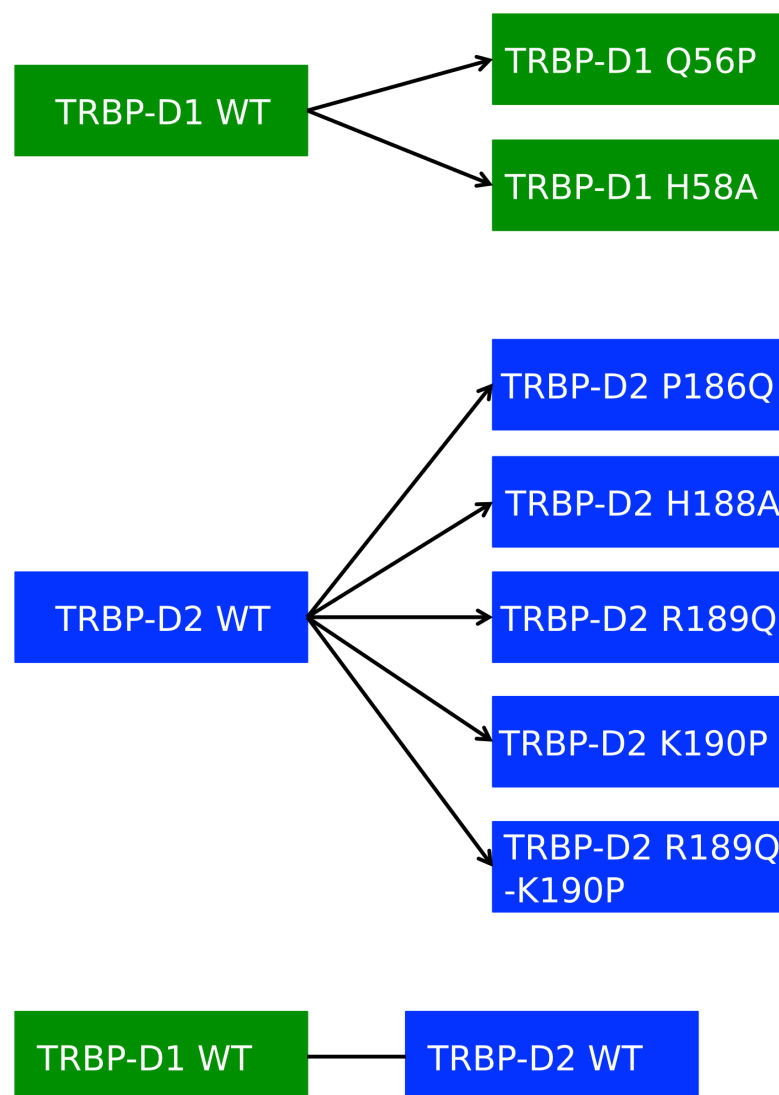 TRBP-D1 Q56P
TRBP-D1 WT
TRBP-D1 H58A
TRBP-D2 P186Q
TRBP-D2 H188A
TRBP-D2 WT
TRBP-D2 R189Q
TRBP-D2 K190P
TRBP-D2 R189Q
-K190P
TRBP-D1 WT
TRBP-D2 WT